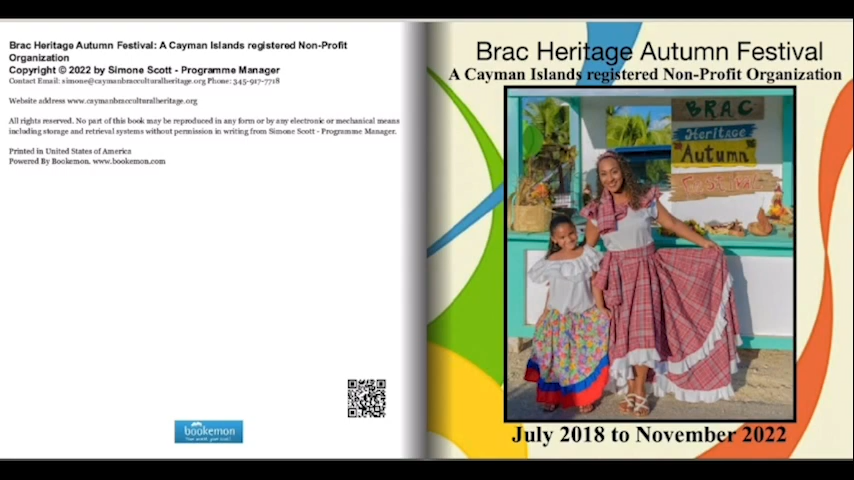 Brac Heritage Autumn Festival: A Cayman Islands registered Non-Profit
Organization
Copyright © 2022 by Simone Scott - Programme Manager
Contact Email: simone@caymanbracculturalheritage.org Phone: 345-917-7718
Website address www.caymanbracculturalheritage.org
All rights reserved. No part of this book may be reproduced in any form or by any electronic or mechanical means
including storage and retrieval systems without permission in writing from Simone Scott - Programme Manager.
Printed in United States of America
Powered By Bookemon, www.bookemon.com
bookemon
Brac Heritage Autumn Festival
A Cayman Islands registered Non-Profit Organization
BRAC
Heritage
Autumn
Festival
July 2018 to November 2022